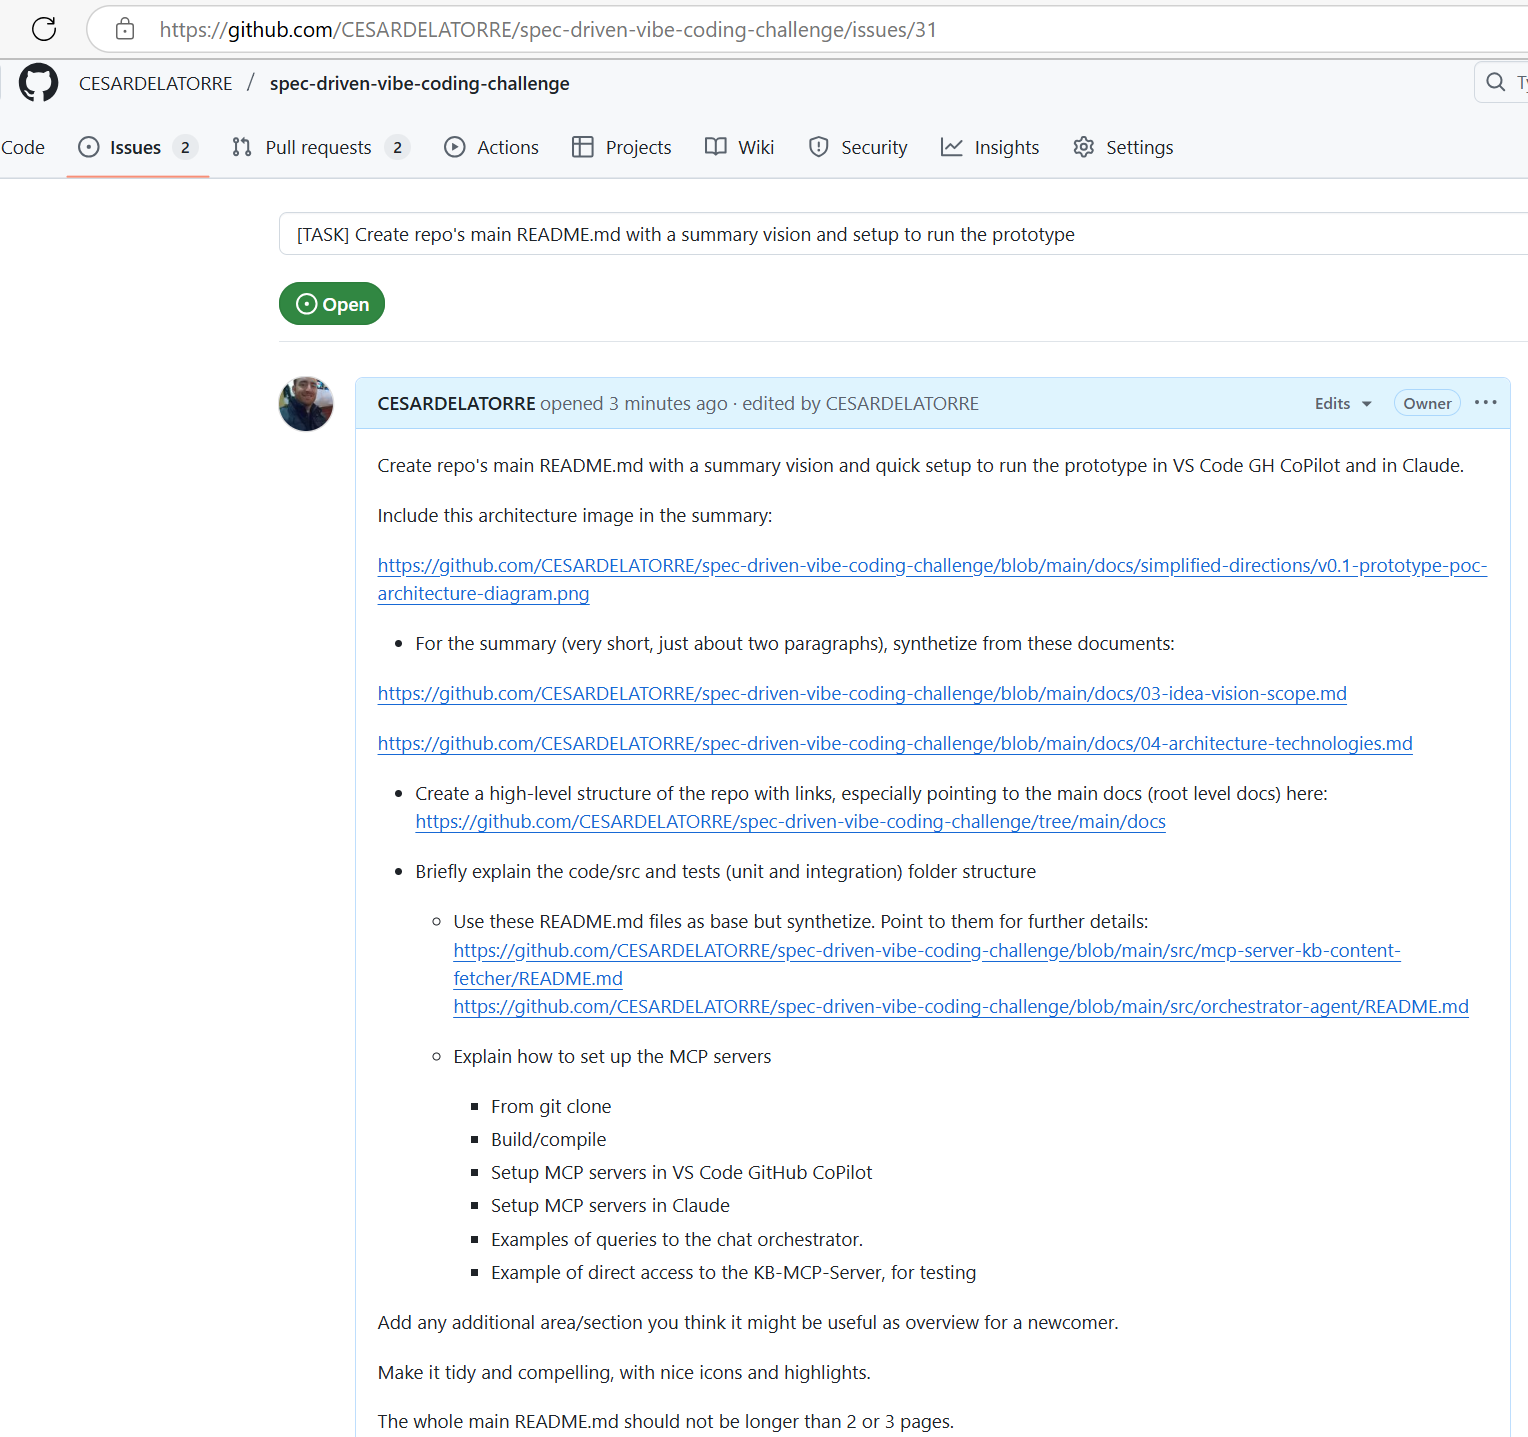 https://github.com/CESARDELATORRE/spec-driven-vibe-coding-challenge/issues/31
CESARDELATORRE / spec-driven-vibe-coding-challenge
Code Issues 2 Pull requests 2 Actions Projects Wiki Security Insights Settings
[TASK] Create repo's main README.md with a summary vision and setup to run the prototype
Open
CESARDELATORRE opened 3 minutes ago · edited by CESARDELATORRE Edits Owner
Create repo's main README.md with a summary vision and quick setup to run the prototype in VS Code GH CoPilot and in Claude.
Include this architecture image in the summary:
https://github.com/CESARDELATORRE/spec-driven-vibe-coding-challenge/blob/main/docs/simplified-directions/v0.1-prototype-poc-
architecture-diagram.png
• For the summary (very short, just about two paragraphs), synthetize from these documents:
https://github.com/CESARDELATORRE/spec-driven-vibe-coding-challenge/blob/main/docs/03-idea-vision-scope.md
https://github.com/CESARDELATORRE/spec-driven-vibe-coding-challenge/blob/main/docs/04-architecture-technologies.md
• Create a high-level structure of the repo with links, especially pointing to the main docs (root level docs) here:
https://github.com/CESARDELATORRE/spec-driven-vibe-coding-challenge/tree/main/docs
• Briefly explain the code/src and tests (unit and integration) folder structure
◦ Use these README.md files as base but synthetize. Point to them for further details:
https://github.com/CESARDELATORRE/spec-driven-vibe-coding-challenge/blob/main/src/mcp-server-kb-content-
fetcher/README.md
https://github.com/CESARDELATORRE/spec-driven-vibe-coding-challenge/blob/main/src/orchestrator-agent/README.md
◦ Explain how to set up the MCP servers
▪ From git clone
▪ Build/compile
▪ Setup MCP servers in VS Code GitHub CoPilot
▪ Setup MCP servers in Claude
▪ Examples of queries to the chat orchestrator.
▪ Example of direct access to the KB-MCP-Server, for testing
Add any additional area/section you think it might be useful as overview for a newcomer.
Make it tidy and compelling, with nice icons and highlights.
The whole main README.md should not be longer than 2 or 3 pages.